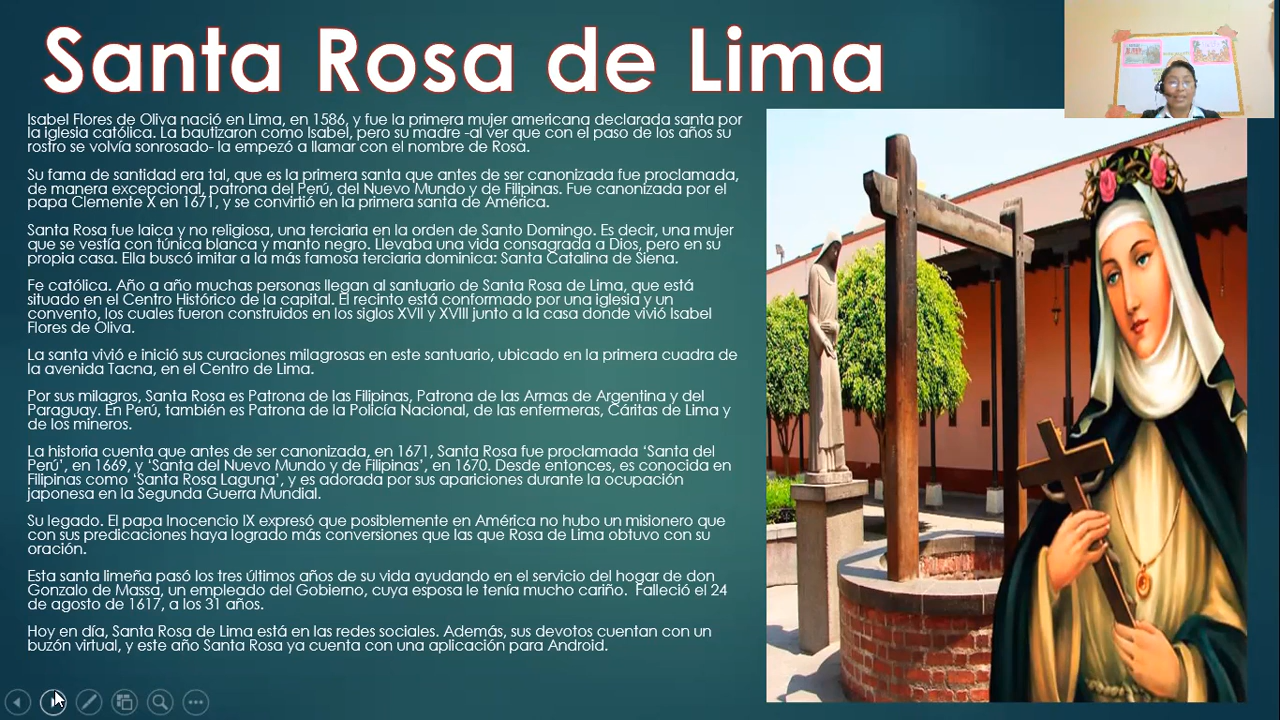 Santa Rosa de Lima
Isabel Flores de Oliva nació en Lima, en 1586, y fue la primera mujer americana declarada santa por
la iglesia católica. La bautizaron como Isabel, pero su madre -al ver que con el paso de los años su
rostro se volvía sonrosado- la empezó a llamar con el nombre de Rosa.
Su fama de santidad era tal, que es la primera santa que antes de ser canonizada fue proclamada,
de manera excepcional, patrona del Perú, del Nuevo Mundo y de Filipinas. Fue canonizada por el
papa Clemente X en 1671, y se convirtió en la primera santa de América.
Santa Rosa fue laica y no religiosa, una terciaria en la orden de Santo Domingo. Es decir, una mujer
que se vestía con túnica blanca y manto negro. Llevaba una vida consagrada a Dios, pero en su
propia casa. Ella buscó imitar a la más famosa terciaria dominica: Santa Catalina de Siena.
Fe católica. Año a año muchas personas llegan al santuario de Santa Rosa de Lima, que está
situado en el Centro Histórico de la capital. El recinto está conformado por una iglesia y un
convento, los cuales fueron construidos en los siglos XVII y XVIII junto a la casa donde vivió Isabel
Flores de Oliva.
La santa vivió e inició sus curaciones milagrosas en este santuario, ubicado en la primera cuadra de
la avenida Tacna, en el Centro de Lima.
Por sus milagros, Santa Rosa es Patrona de las Filipinas, Patrona de las Armas de Argentina y del
Paraguay. En Perú, también es Patrona de la Policía Nacional, de las enfermeras, Cáritas de Lima y
de los mineros.
La historia cuenta que antes de ser canonizada, en 1671, Santa Rosa fue proclamada ‘Santa del
Perú’, en 1669, y ‘Santa del Nuevo Mundo y de Filipinas’, en 1670. Desde entonces, es conocida en
Filipinas como ‘Santa Rosa Laguna’, y es adorada por sus apariciones durante la ocupación
japonesa en la Segunda Guerra Mundial.
Su legado. El papa Inocencio IX expresó que posiblemente en América no hubo un misionero que
con sus predicaciones haya logrado más conversiones que las que Rosa de Lima obtuvo con su
oración.
Esta santa limeña pasó los tres últimos años de su vida ayudando en el servicio del hogar de don
Gonzalo de Massa, un empleado del Gobierno, cuya esposa le tenía mucho cariño. Falleció el 24
de agosto de 1617, a los 31 años.
Hoy en día, Santa Rosa de Lima está en las redes sociales. Además, sus devotos cuentan con un
buzón virtual, y este año Santa Rosa ya cuenta con una aplicación para Android.